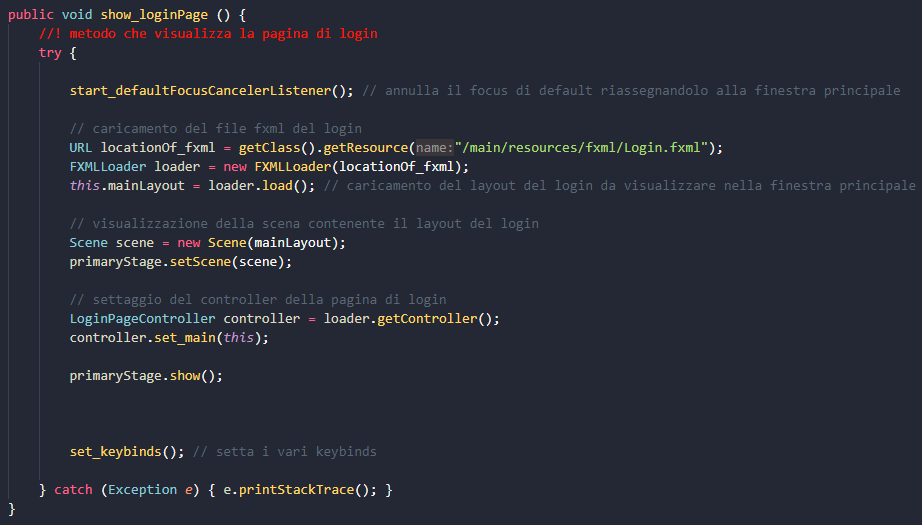 public void show_loginPage () {
//! metodo che visualizza la pagina di login
try {
start_defaultFocusCancelerListener(); // annulla il focus di default riassegnandolo alla finestra principale
// caricamento del file fxml del login
URL locationOf_fxml = getClass().getResource(name:"/main/resources/fxml/Login.fxml");
FXMLLoader loader = new FXMLLoader(locationOf_fxml);
this.mainLayout = loader.load(); // caricamento del layout del login da visualizzare nella finestra principale
// visualizzazione della scena contenente il layout del login
Scene scene = new Scene(mainLayout);
primaryStage.setScene(scene);
// settaggio del controller della pagina di login
LoginPageController controller = loader.getController();
controller.set_main(this);
primaryStage.show();
set_keybinds(); // setta i vari keybinds
} catch (Exception e) { e.printStackTrace(); }
}